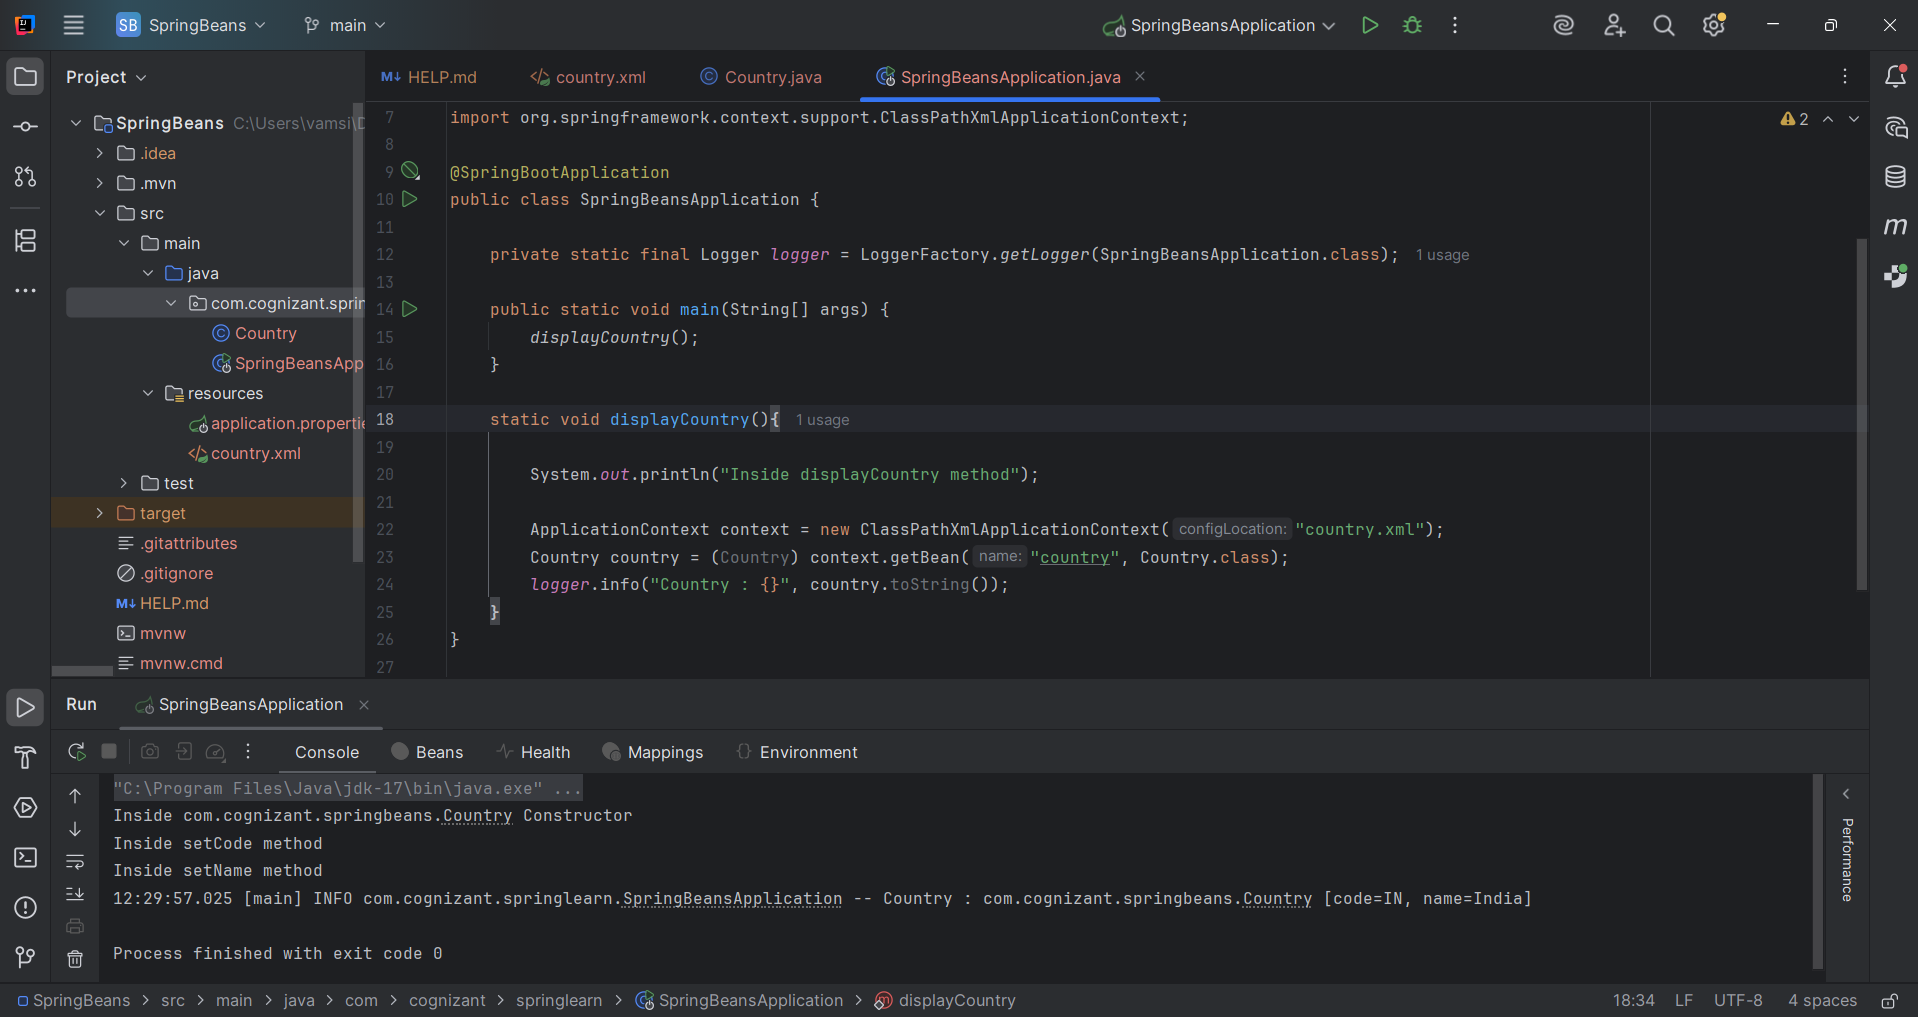 SB SpringBeans main SpringBeansApplication
Project
HELP.md country.xml Country.java SpringBeansApplication.java
SpringBeans C:\Users\vamsi\D
.idea
.mvn
src
main
java
com.cognizant.sprin
Country
SpringBeansApp
resources
application.propertie
country.xml
test
target
.gitattributes
.gitignore
M↓ HELP.md
mvnw
mvnw.cmd
2
7 import org.springframework.context.support.ClassPathXmlApplicationContext;
8
9 @SpringBootApplication
10 public class SpringBeansApplication {
11
12 private static final Logger logger = LoggerFactory.getLogger(SpringBeansApplication.class); 1 usage
13
14 public static void main(String[] args) {
15 displayCountry();
16 }
17
18 static void displayCountry(){ 1 usage
19
20 System.out.println("Inside displayCountry method");
21
22 ApplicationContext context = new ClassPathXmlApplicationContext( configLocation: "country.xml");
23 Country country = (Country) context.getBean( name: "country", Country.class);
24 logger.info("Country : {}", country.toString());
25 }
26 }
27
Run SpringBeansApplication
Console Beans Health Mappings Environment
"C:\Program Files\Java\jdk-17\bin\java.exe" ...
Inside com.cognizant.springbeans.Country Constructor
Inside setCode method
Inside setName method
12:29:57.025 [main] INFO com.cognizant.springlearn.SpringBeansApplication -- Country : com.cognizant.springbeans.Country [code=IN, name=India]
Process finished with exit code 0
Performance
SpringBeans > src > main > java > com > cognizant > springlearn > SpringBeansApplication > displayCountry 18:34 LF UTF-8 4 spaces